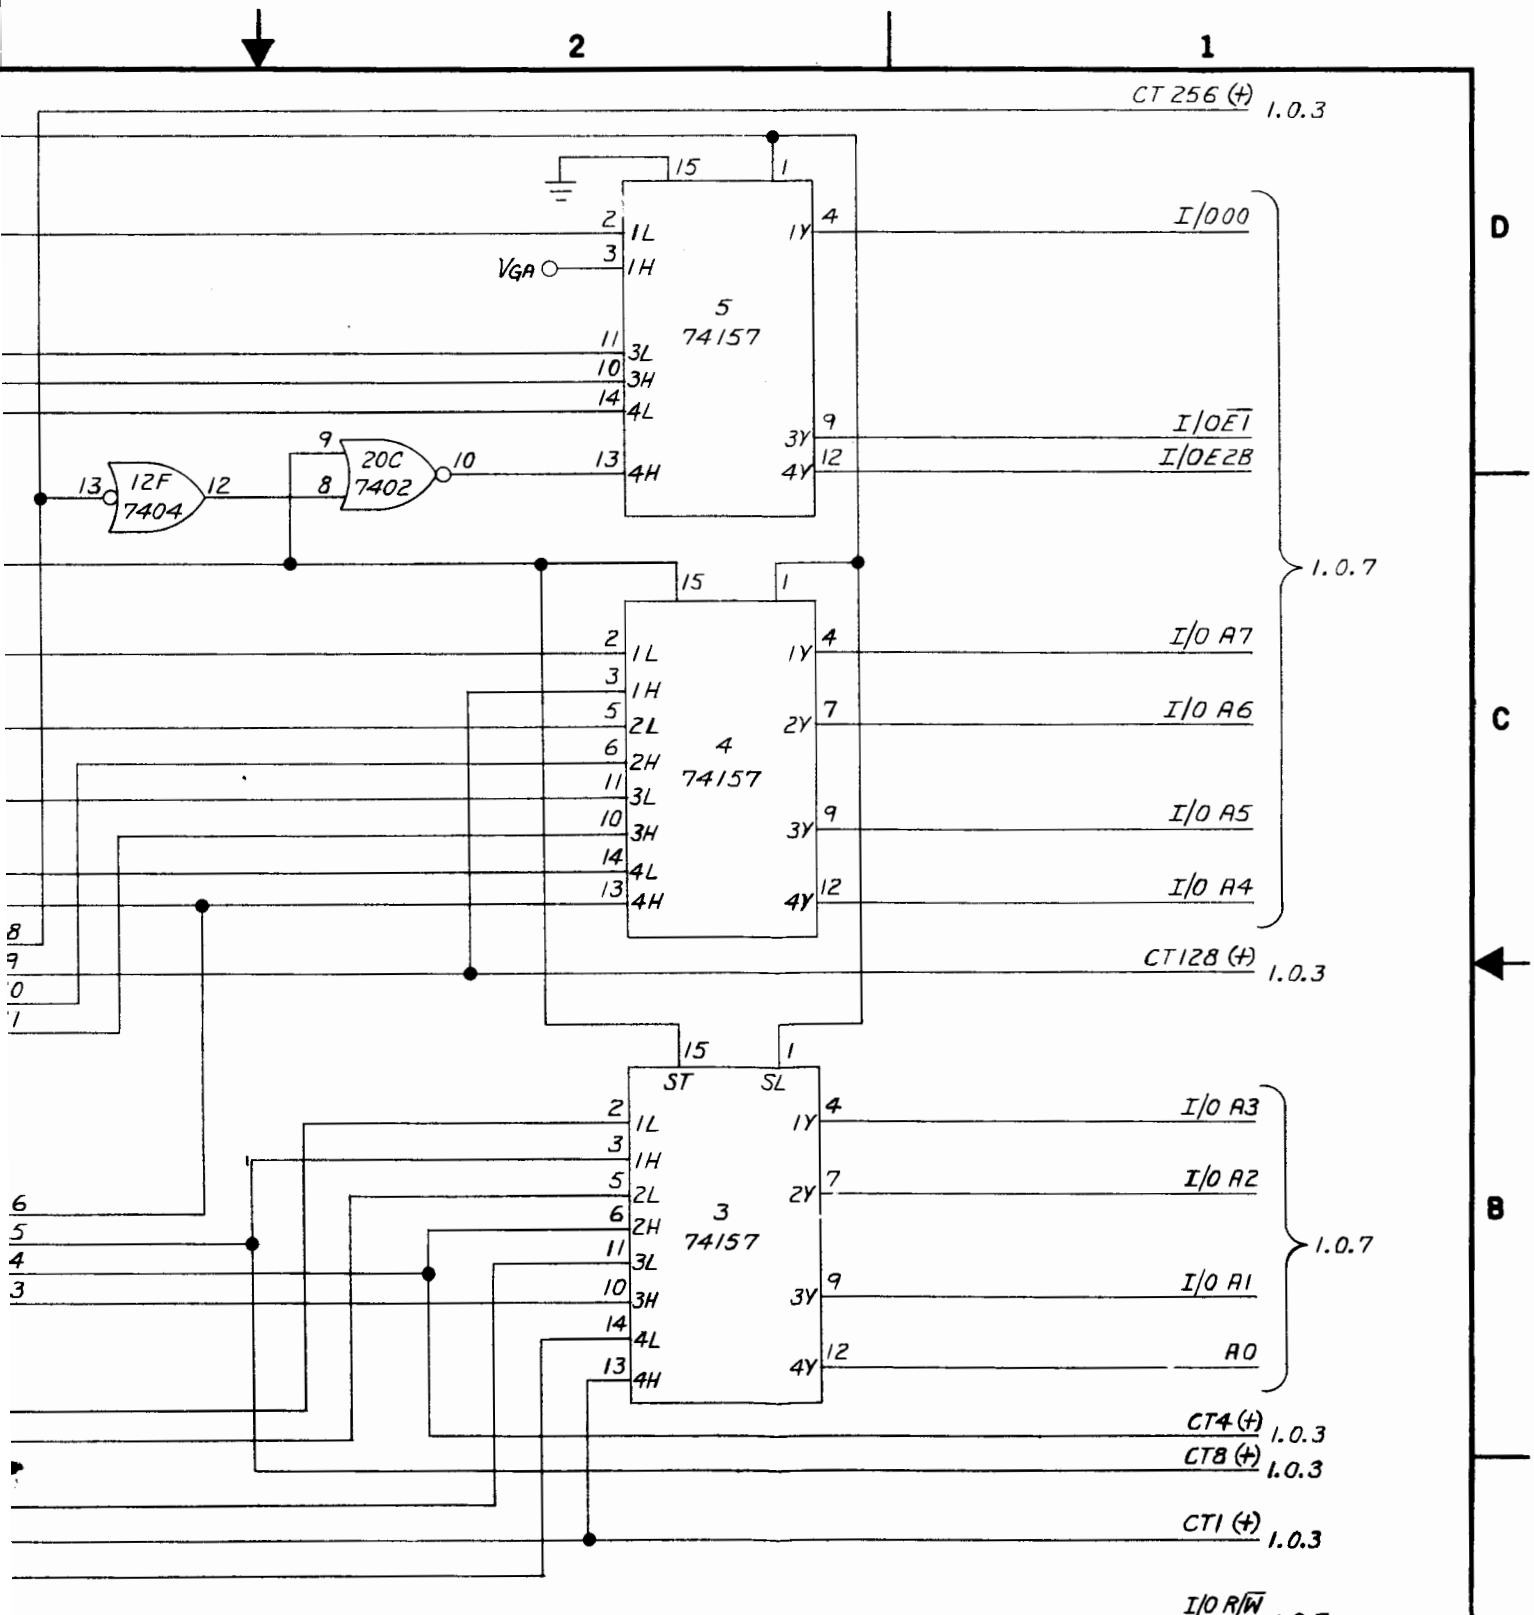 2 1
CT 256 (+) 1.0.3
15 1
2 1L 1Y 4 I/O00
VGA 3 1H
5
74157
11 3L
10 3H
14 4L
3Y 9 I/OE̅1̅
4Y 12 I/OE2B
9 20C 10 13 4H
8 7402
13 12F 12
7404
D
15 1
1.0.7
2 1L 1Y 4 I/O A7
3 1H
5 2L 2Y 7 I/O A6
6 2H
4
74157
11 3L
10 3H 3Y 9 I/O A5
14 4L
13 4H 4Y 12 I/O A4
C
8
9 CT128 (+) 1.0.3
0
1
15 1
ST SL
2 1L 1Y 4 I/O A3
3 1H
5 2L 2Y 7 I/O A2
6 2H
3
74157
11 3L
10 3H 3Y 9 I/O A1
14 4L
13 4H 4Y 12 A0
1.0.7
B
6
5
4
3
CT4 (+) 1.0.3
CT8 (+) 1.0.3
CT1 (+) 1.0.3
I/O R/W̅